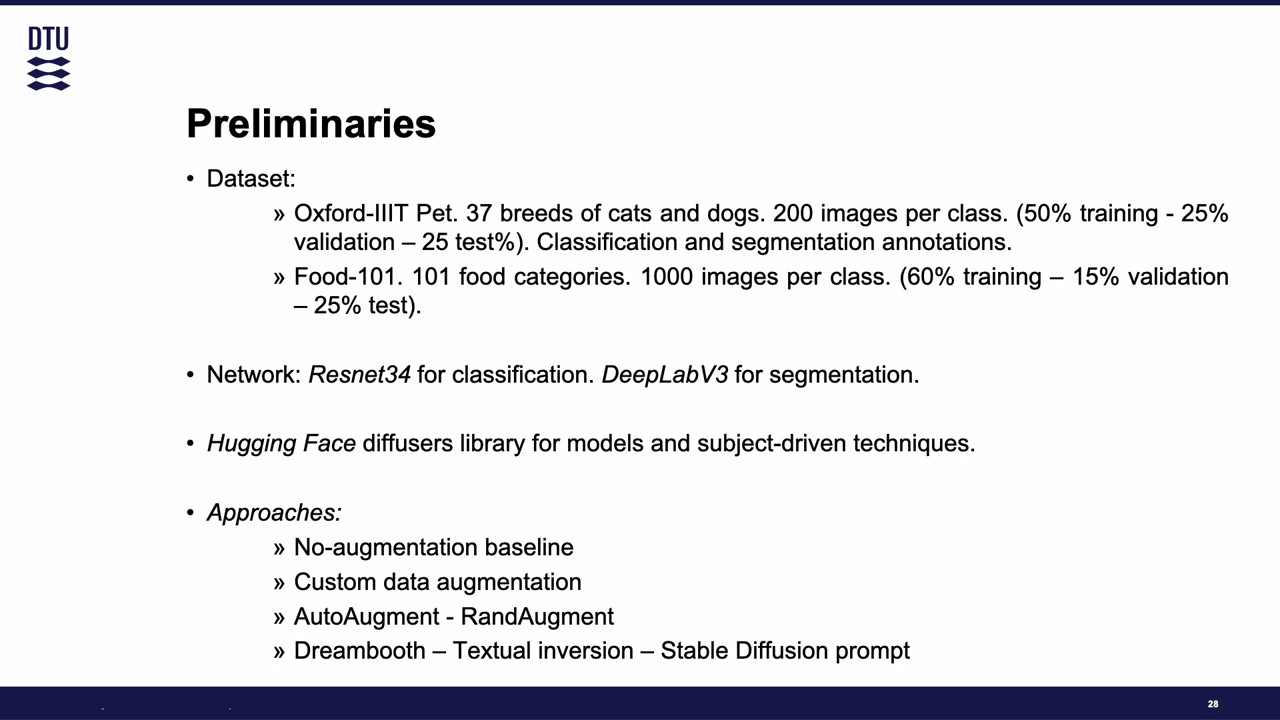 DTU
Preliminaries
• Dataset:
» Oxford-IIIT Pet. 37 breeds of cats and dogs. 200 images per class. (50% training - 25%
validation – 25 test%). Classification and segmentation annotations.
» Food-101. 101 food categories. 1000 images per class. (60% training – 15% validation
– 25% test).
• Network: Resnet34 for classification. DeepLabV3 for segmentation.
• Hugging Face diffusers library for models and subject-driven techniques.
• Approaches:
» No-augmentation baseline
» Custom data augmentation
» AutoAugment - RandAugment
» Dreambooth – Textual inversion – Stable Diffusion prompt
28